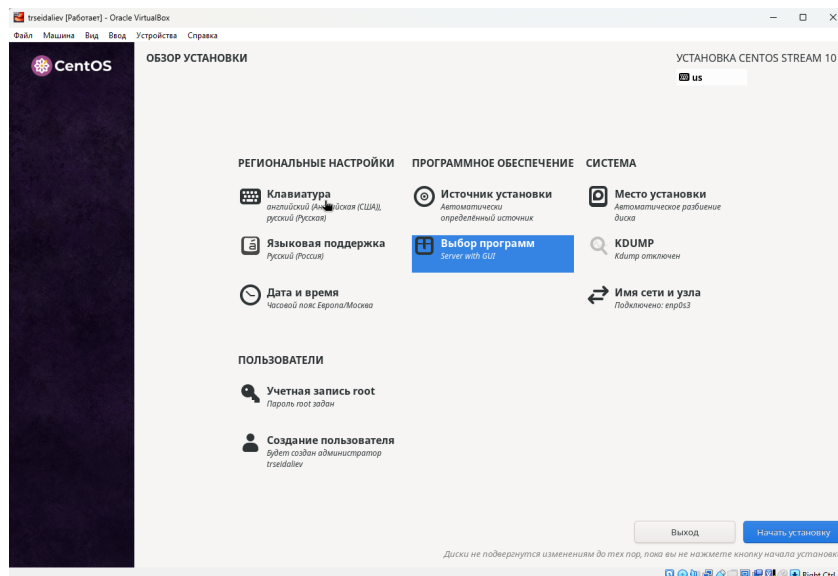 trseidaliev [Работает] - Oracle VirtualBox
Файл Машина Вид Ввод Устройства Справка
CentOS
ОБЗОР УСТАНОВКИ
УСТАНОВКА CENTOS STREAM 10
us
РЕГИОНАЛЬНЫЕ НАСТРОЙКИ
Клавиатура
английский (Английская (США)),
русский (Русская)
Языковая поддержка
Русский (Россия)
Дата и время
Часовой пояс Европа/Москва
ПРОГРАММНОЕ ОБЕСПЕЧЕНИЕ
Источник установки
Автоматически
определённый источник
Выбор программ
Server with GUI
СИСТЕМА
Место установки
Автоматическое разбиение
диска
KDUMP
Kdump отключен
Имя сети и узла
Подключено: enp0s3
ПОЛЬЗОВАТЕЛИ
Учетная запись root
Пароль root задан
Создание пользователя
Будет создан администратор
trseidaliev
Выход
Начать установку
Диски не подвергнутся изменениям до тех пор, пока вы не нажмете кнопку начала установк
Right Ctrl